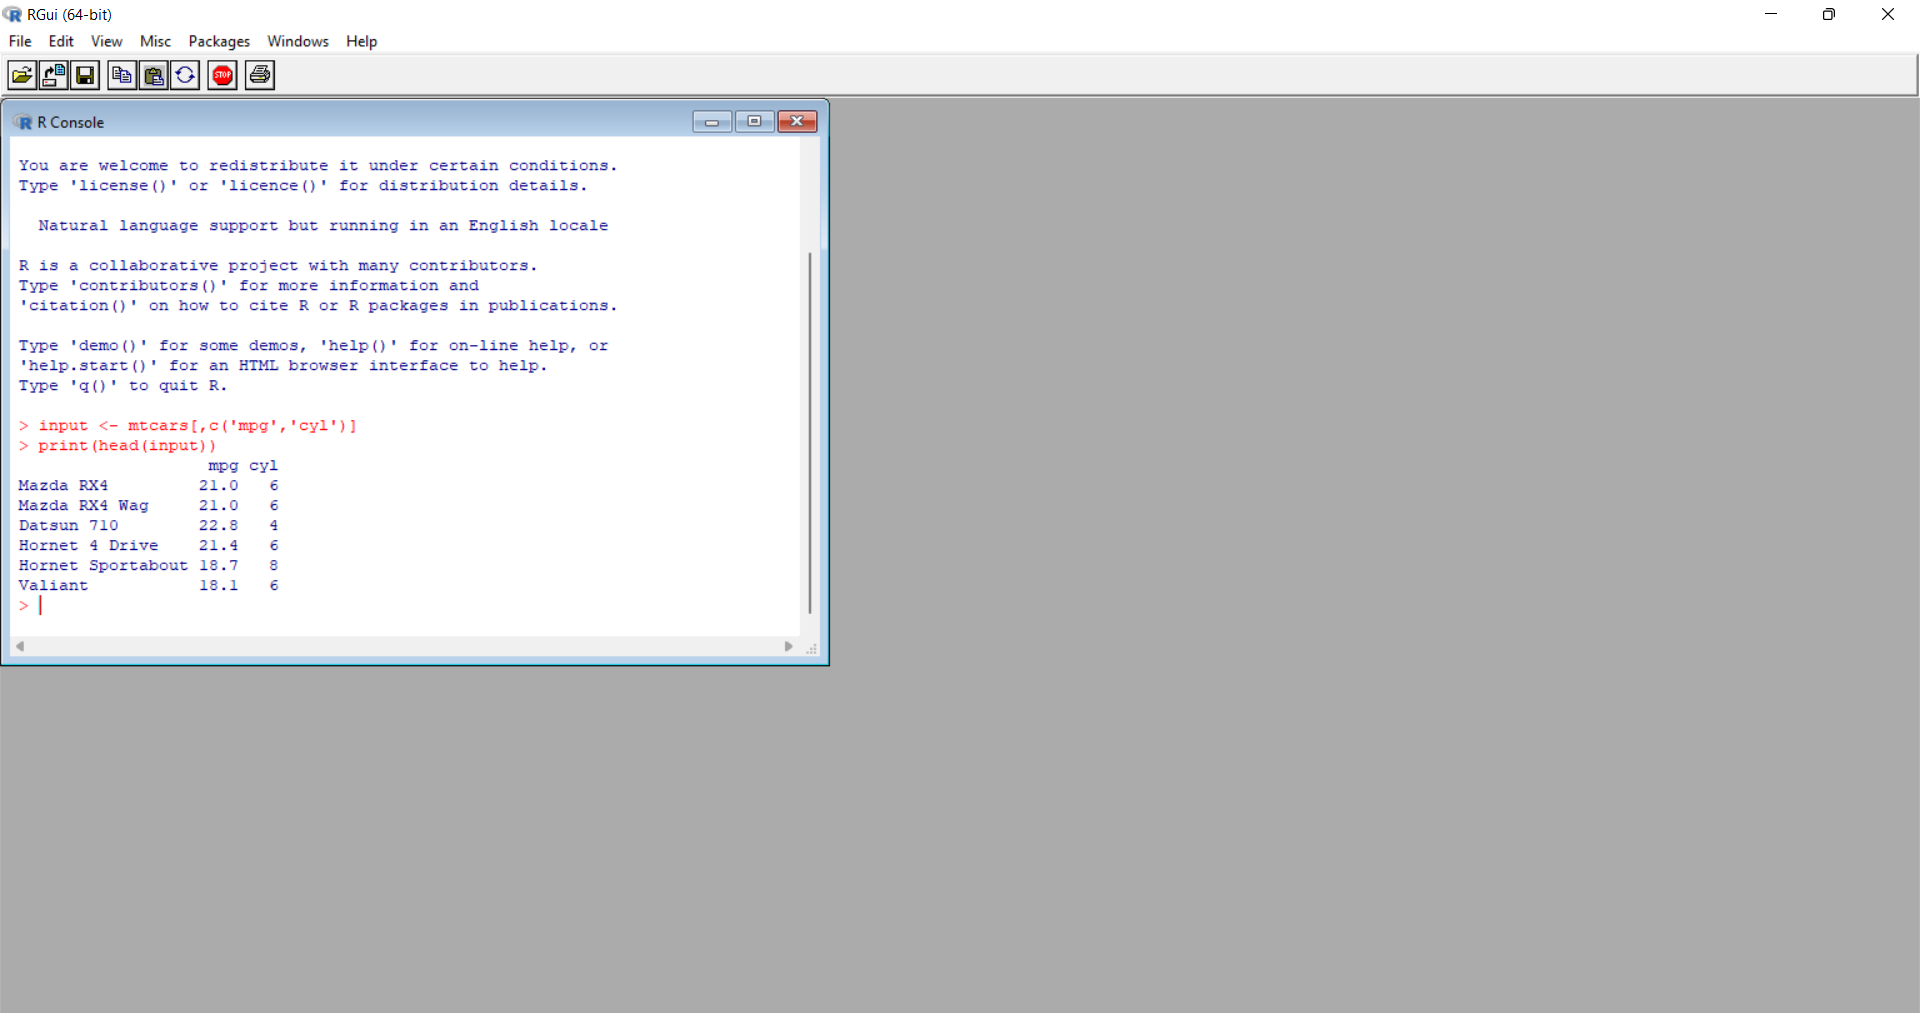 RGui (64-bit)
File Edit View Misc Packages Windows Help
STOP
R Console
You are welcome to redistribute it under certain conditions.
Type 'license()' or 'licence()' for distribution details.
Natural language support but running in an English locale
R is a collaborative project with many contributors.
Type 'contributors()' for more information and
'citation()' on how to cite R or R packages in publications.
Type 'demo()' for some demos, 'help()' for on-line help, or
'help.start()' for an HTML browser interface to help.
Type 'q()' to quit R.
> input <- mtcars[,c('mpg','cyl')]
> print(head(input))
mpg cyl
Mazda RX4 21.0 6
Mazda RX4 Wag 21.0 6
Datsun 710 22.8 4
Hornet 4 Drive 21.4 6
Hornet Sportabout 18.7 8
Valiant 18.1 6
>